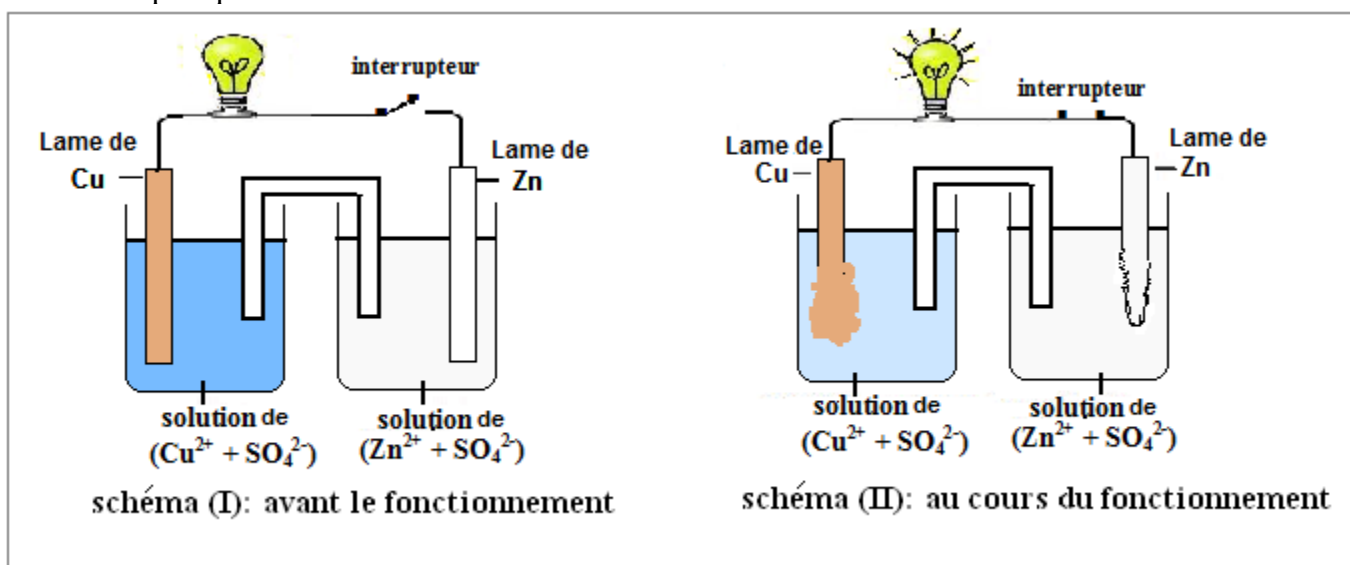 interrupteur
Lame de
Cu
Lame de
Zn
solution de
(Cu²⁺ + SO₄²⁻)
solution de
(Zn²⁺ + SO₄²⁻)
schéma (I): avant le fonctionnement
interrupteur
Lame de
Cu
Lame de
Zn
solution de
(Cu²⁺ + SO₄²⁻)
solution de
(Zn²⁺ + SO₄²⁻)
schéma (II): au cours du fonctionnement